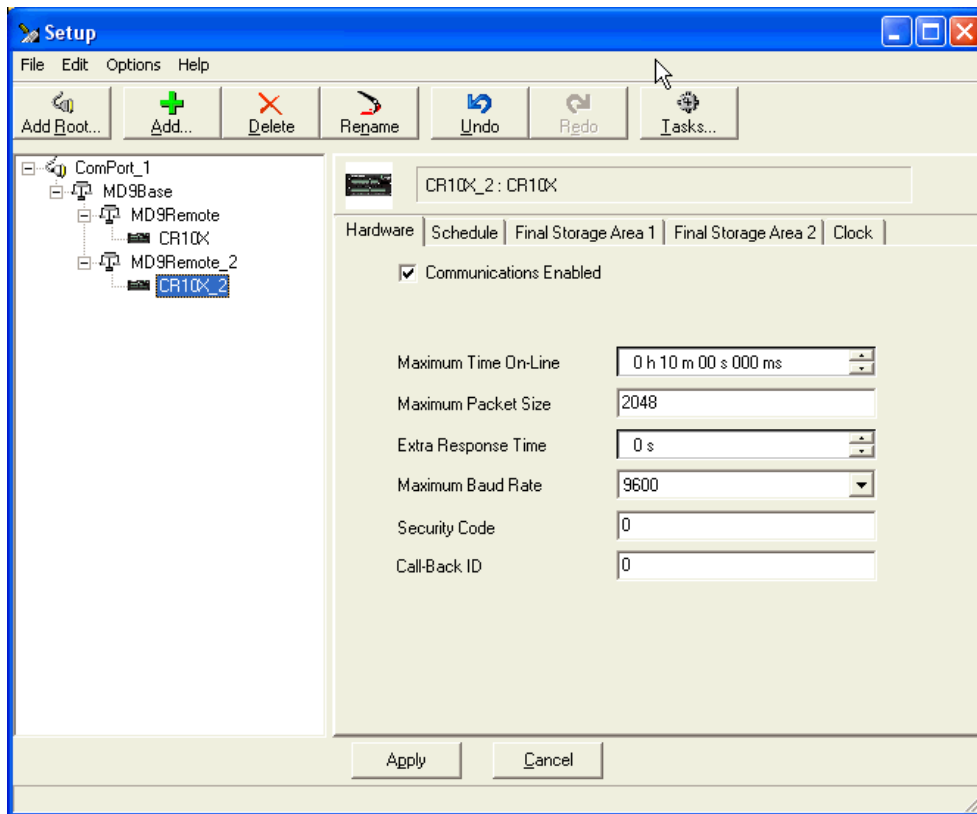 Setup
File Edit Options Help
Add Root... Add... Delete Rename Undo Redo Tasks...
ComPort_1
MD9Base
MD9Remote
CR10X
MD9Remote_2
CR10X_2
CR10X_2 : CR10X
Hardware Schedule Final Storage Area 1 Final Storage Area 2 Clock
Communications Enabled
Maximum Time On-Line 0 h 10 m 00 s 000 ms
Maximum Packet Size 2048
Extra Response Time 0 s
Maximum Baud Rate 9600
Security Code 0
Call-Back ID 0
Apply Cancel